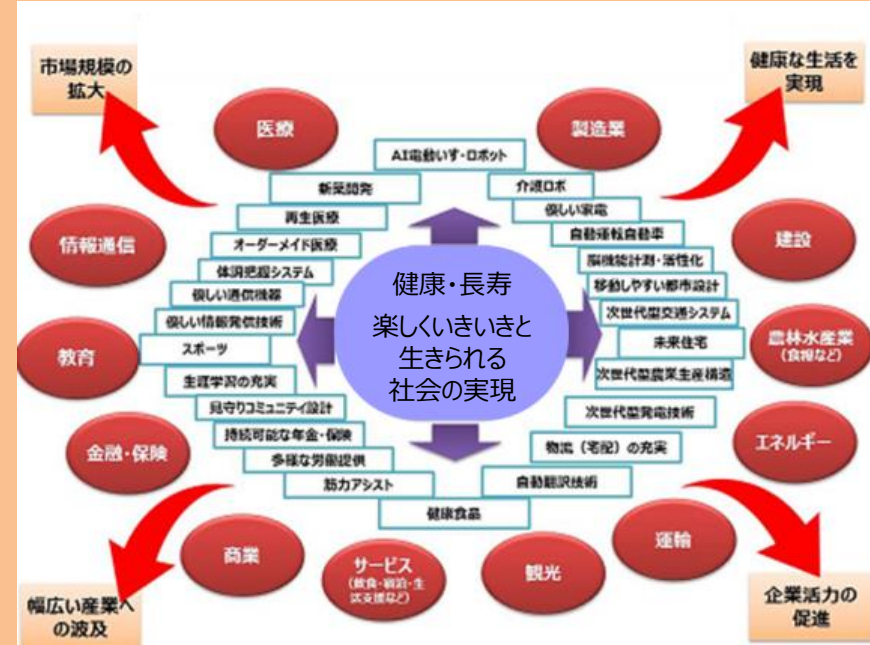 市場規模の
拡大
健康な生活を
実現
医療
製造業
AI電動いす・ロボット
新薬開発
介護ロボ
再生医療
優しい家電
オーダーメイド医療
自動運転自動車
情報通信
建設
体調把握システム
脳機能計測・活性化
優しい通信機器
移動しやすい都市設計
優しい情報発信技術
次世代型交通システム
スポーツ
未来住宅
教育
農林水産業
(食糧など)
生涯学習の充実
次世代型農業生産構造
健康・長寿
楽しくいきいきと
生きられる
社会の実現
見守りコミュニティ設計
次世代型発電技術
持続可能な年金・保険
物流（宅配）の充実
金融・保険
エネルギー
多様な労働提供
自動翻訳技術
筋力アシスト
健康食品
商業
サービス
(飲食・宿泊・生
活支援など)
観光
運輸
幅広い産業へ
の波及
企業活力の
促進